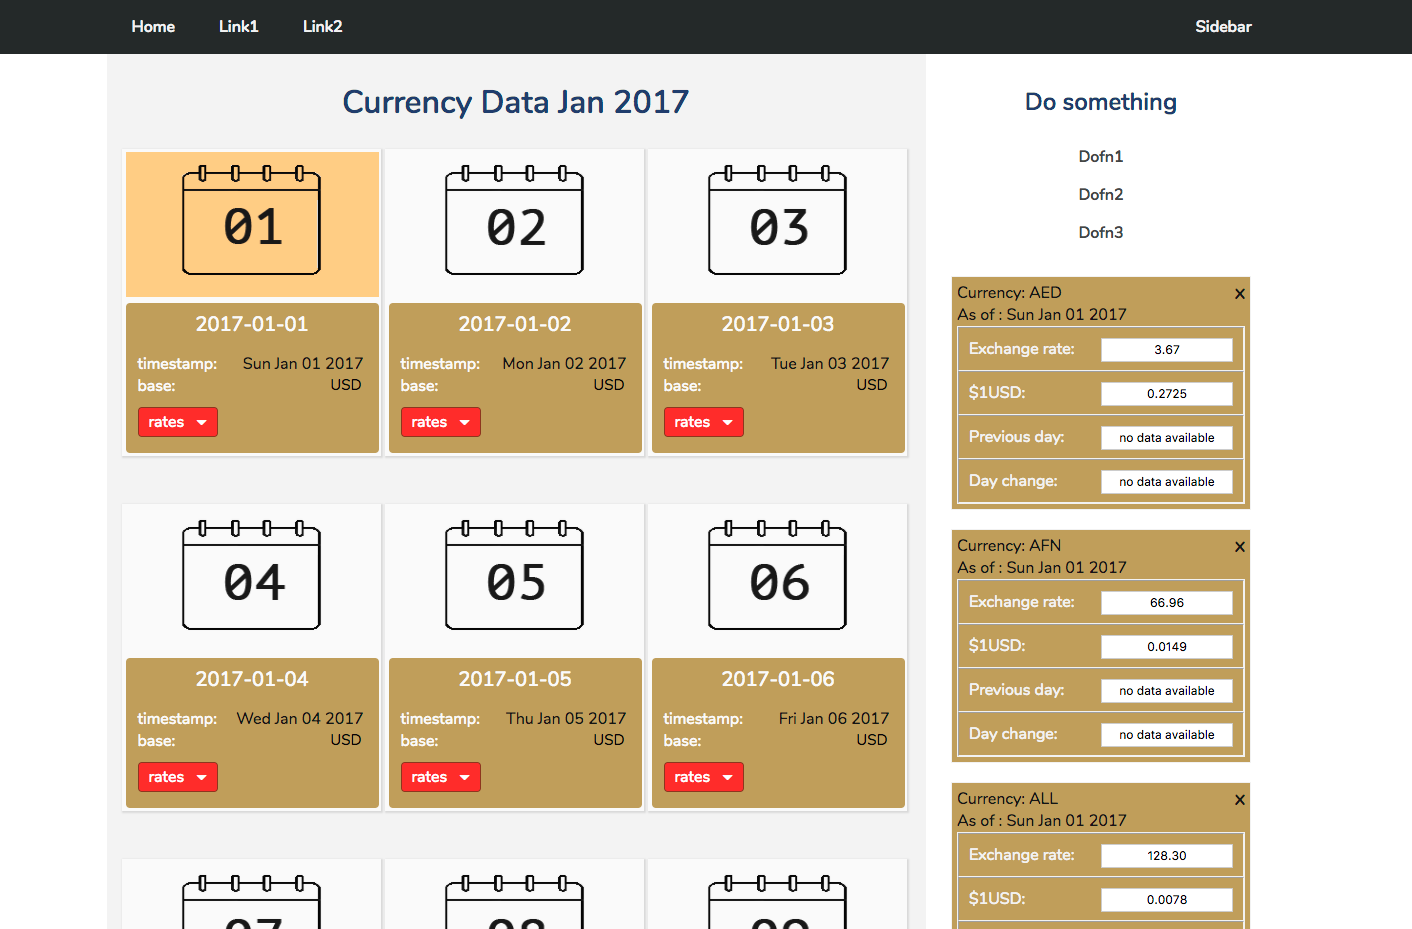 Home Link1 Link2 Sidebar
Currency Data Jan 2017
01 02 03
2017-01-01
timestamp: Sun Jan 01 2017
base: USD
rates
2017-01-02
timestamp: Mon Jan 02 2017
base: USD
rates
2017-01-03
timestamp: Tue Jan 03 2017
base: USD
rates
04 05 06
2017-01-04
timestamp: Wed Jan 04 2017
base: USD
rates
2017-01-05
timestamp: Thu Jan 05 2017
base: USD
rates
2017-01-06
timestamp: Fri Jan 06 2017
base: USD
rates
07 08 09
Do something
Dofn1
Dofn2
Dofn3
Currency: AED x
As of : Sun Jan 01 2017
Exchange rate: 3.67
$1USD: 0.2725
Previous day: no data available
Day change: no data available
Currency: AFN x
As of : Sun Jan 01 2017
Exchange rate: 66.96
$1USD: 0.0149
Previous day: no data available
Day change: no data available
Currency: ALL x
As of : Sun Jan 01 2017
Exchange rate: 128.30
$1USD: 0.0078